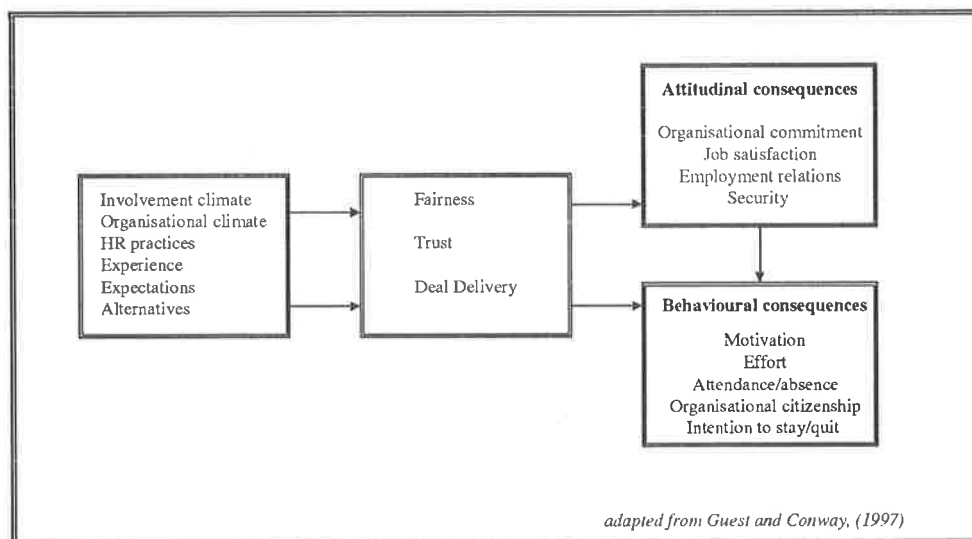 Involvement climate
Organisational climate
HR practices
Experience
Expectations
Alternatives
Fairness
Trust
Deal Delivery
Attitudinal consequences
Organisational commitment
Job satisfaction
Employment relations
Security
Behavioural consequences
Motivation
Effort
Attendance/absence
Organisational citizenship
Intention to stay/quit
adapted from Guest and Conway, (1997)